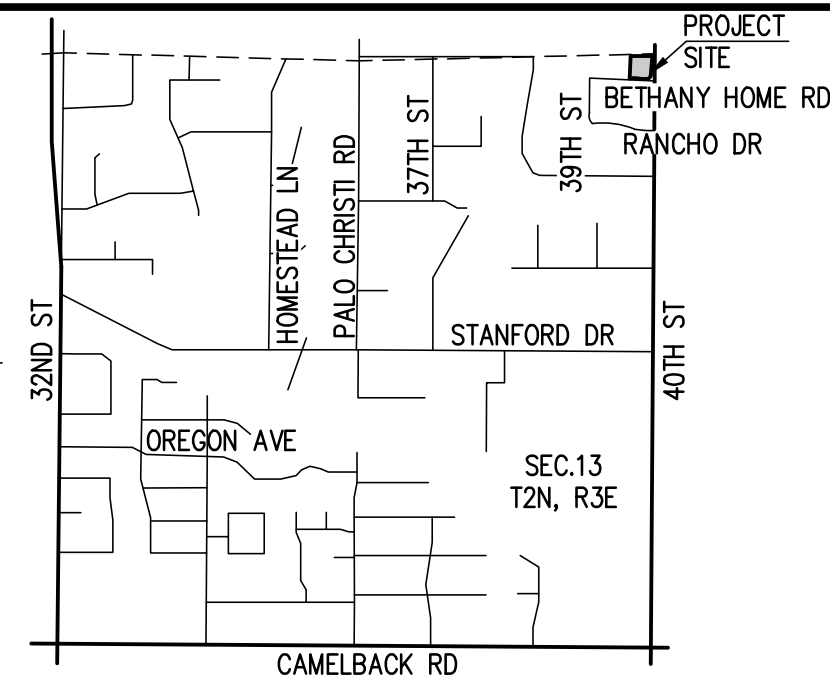 PROJECT
SITE
BETHANY HOME RD
RANCHO DR
39TH ST
37TH ST
PALO CHRISTI RD
HOMESTEAD LN
STANFORD DR
32ND ST
40TH ST
OREGON AVE
SEC.13
T2N, R3E
CAMELBACK RD